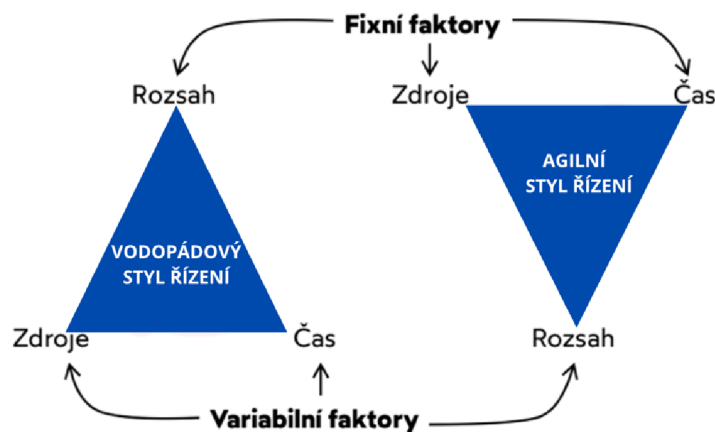 Fixní faktory
Rozsah
Zdroje
Čas
AGILNÍ
STYL ŘÍZENÍ
VODOPÁDOVÝ
STYL ŘÍZENÍ
Zdroje
Čas
Rozsah
Variabilní faktory